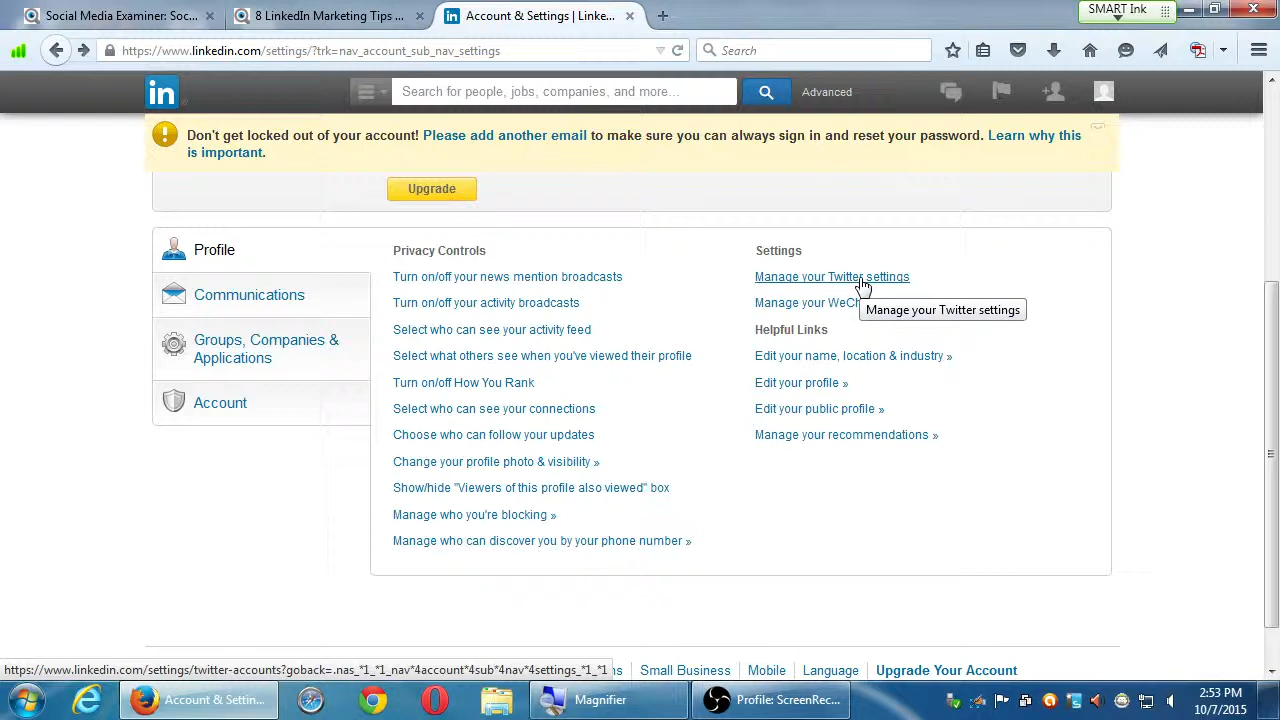 Social Media Examiner: Soc...
8 LinkedIn Marketing Tips ...
Account & Settings | Linke...
SMART Ink
https://www.linkedin.com/settings/?trk=nav_account_sub_nav_settings
Search
in
Search for people, jobs, companies, and more...
Advanced
Don't get locked out of your account! Please add another email to make sure you can always sign in and reset your password. Learn why this
is important.
Upgrade
Profile
Communications
Groups, Companies &
Applications
Account
Privacy Controls
Turn on/off your news mention broadcasts
Turn on/off your activity broadcasts
Select who can see your activity feed
Select what others see when you've viewed their profile
Turn on/off How You Rank
Select who can see your connections
Choose who can follow your updates
Change your profile photo & visibility »
Show/hide "Viewers of this profile also viewed" box
Manage who you're blocking »
Manage who can discover you by your phone number »
Settings
Manage your Twitter settings
Manage your WeCh
Manage your Twitter settings
Helpful Links
Edit your name, location & industry »
Edit your profile »
Edit your public profile »
Manage your recommendations »
https://www.linkedin.com/settings/twitter-accounts?goback=.nas_*1_*1_nav*4account*4sub*4nav*4settings_*1_*1
ns Small Business Mobile Language Upgrade Your Account
Account & Settin...
Magnifier
Profile: ScreenRec...
2:53 PM
10/7/2015